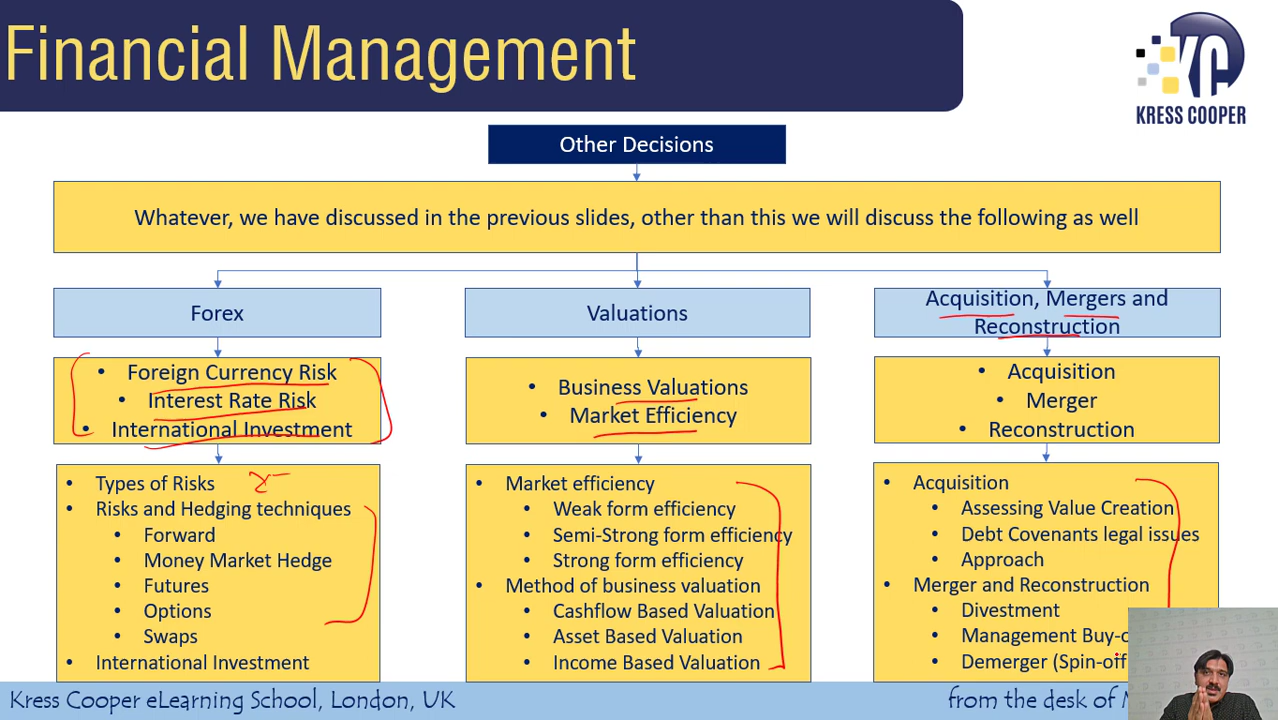 Financial Management
KC
KRESS COOPER
Other Decisions
Whatever, we have discussed in the previous slides, other than this we will discuss the following as well
Forex
Valuations
Acquisition, Mergers and
Reconstruction
• Foreign Currency Risk
• Interest Rate Risk
• International Investment
• Business Valuations
• Market Efficiency
• Acquisition
• Merger
• Reconstruction
• Types of Risks
• Risks and Hedging techniques
• Forward
• Money Market Hedge
• Futures
• Options
• Swaps
• International Investment
• Market efficiency
• Weak form efficiency
• Semi-Strong form efficiency
• Strong form efficiency
• Method of business valuation
• Cashflow Based Valuation
• Asset Based Valuation
• Income Based Valuation
• Acquisition
• Assessing Value Creation
• Debt Covenants legal issues
• Approach
• Merger and Reconstruction
• Divestment
• Management
• Demerger (Spin-off
Kress Cooper eLearning School, London, UK
from the desk of